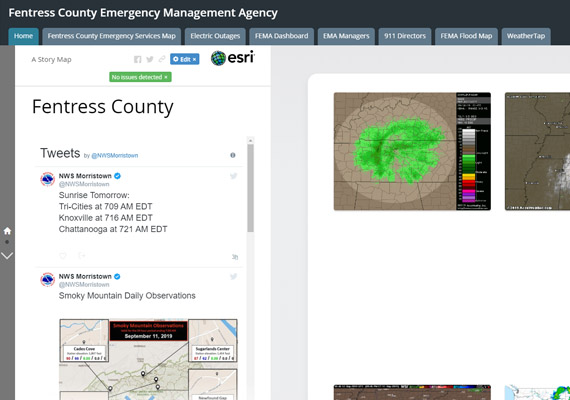 Fentress County Emergency Management Agency
Home
Fentress County Emergency Services Map
Electric Outages
FEMA Dashboard
EMA Managers
911 Directors
FEMA Flood Map
WeatherTap
A Story Map
Edit ×
esri
No issues detected
Fentress County
Tweets by @NWSMorristown
NWS Morristown
@NWSMorristown
Sunrise Tomorrow:
Tri-Cities at 709 AM EDT
Knoxville at 716 AM EDT
Chattanooga at 721 AM EDT
NWS Morristown
@NWSMorristown
Smoky Mountain Daily Observations
Smoky Mountain Observations
September 11, 2019
Cades Cove
Sugarlands Center
Newfound Gap